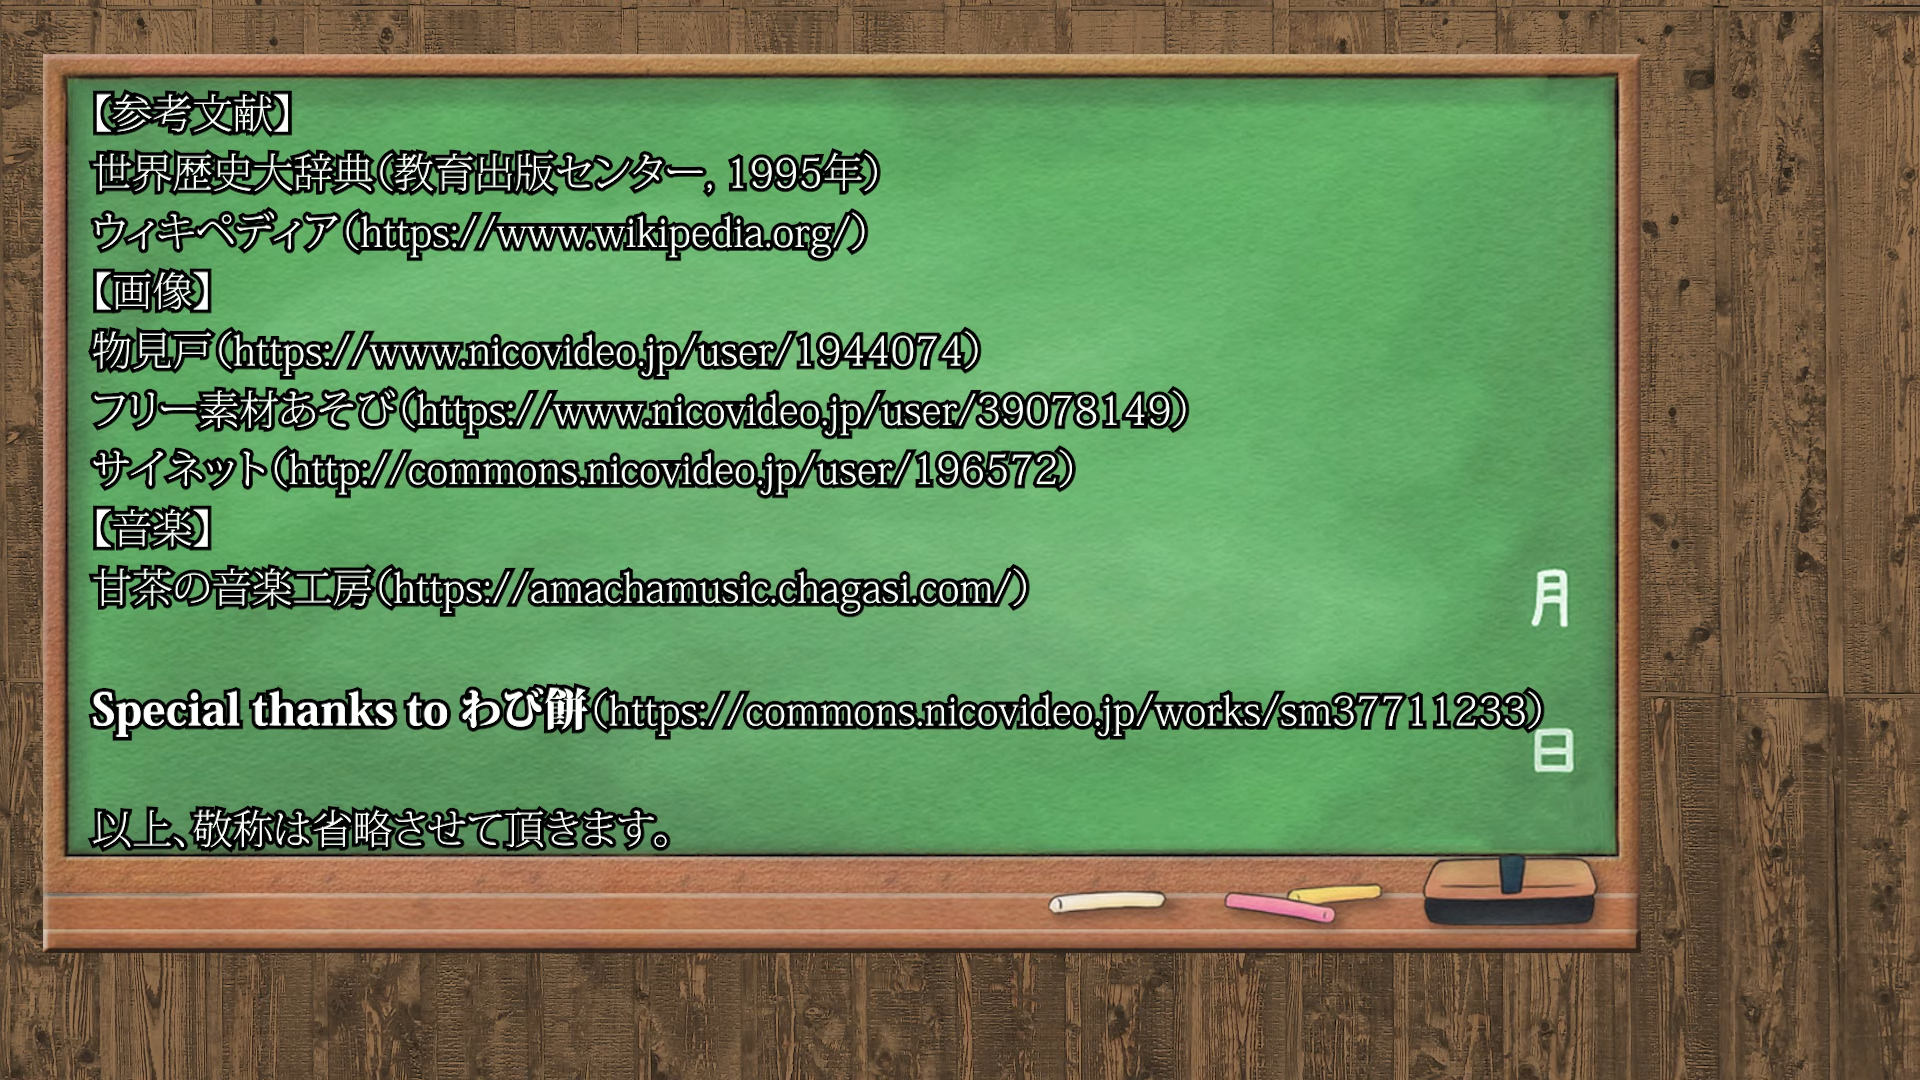 【参考文献】
世界歴史大辞典（教育出版センター, 1995年）
ウィキペディア（https://www.wikipedia.org/）
【画像】
物見戸（https://www.nicovideo.jp/user/1944074）
フリー素材あそび（https://www.nicovideo.jp/user/39078149）
サイネット（http://commons.nicovideo.jp/user/196572）
【音楽】
甘茶の音楽工房（https://amachamusic.chagasi.com/）
Special thanks to わび餅（https://commons.nicovideo.jp/works/sm37711233）
以上、敬称は省略させて頂きます。
月
日